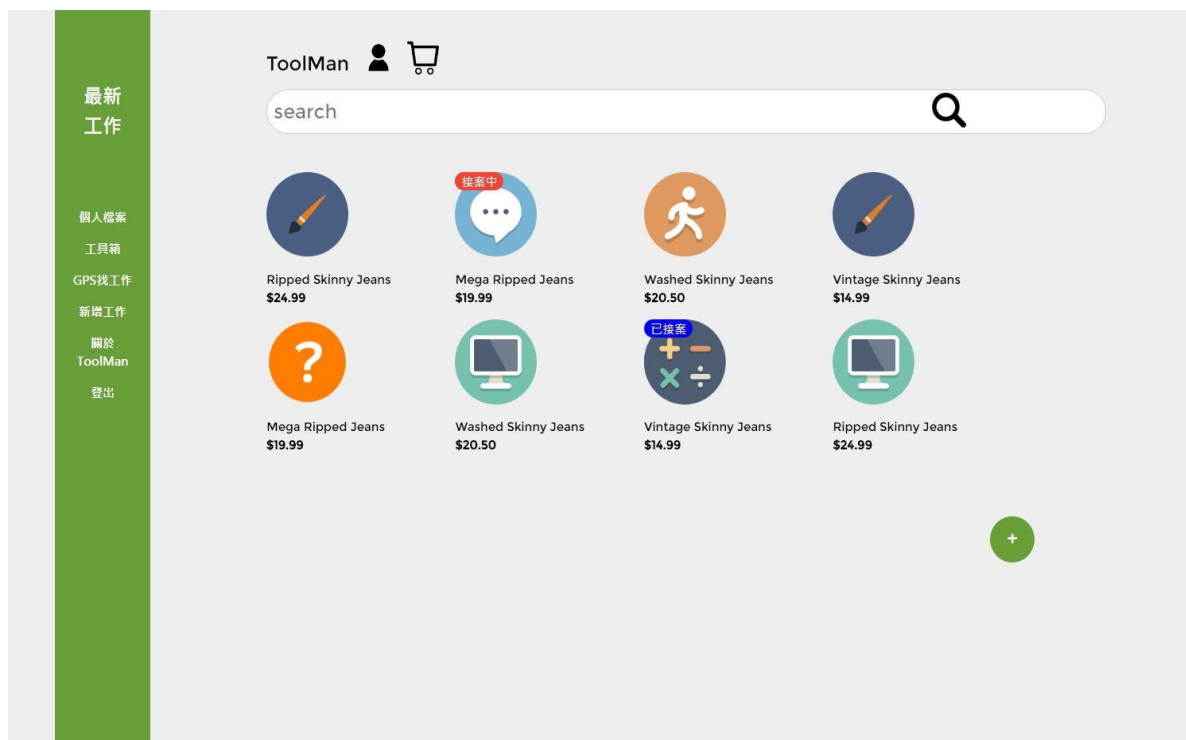 最新
工作
個人檔案
工具箱
GPS找工作
新增工作
關於
ToolMan
登出
ToolMan
search
接案中
Ripped Skinny Jeans
$24.99
Mega Ripped Jeans
$19.99
Washed Skinny Jeans
$20.50
Vintage Skinny Jeans
$14.99
?
已接案
Mega Ripped Jeans
$19.99
Washed Skinny Jeans
$20.50
Vintage Skinny Jeans
$14.99
Ripped Skinny Jeans
$24.99
+